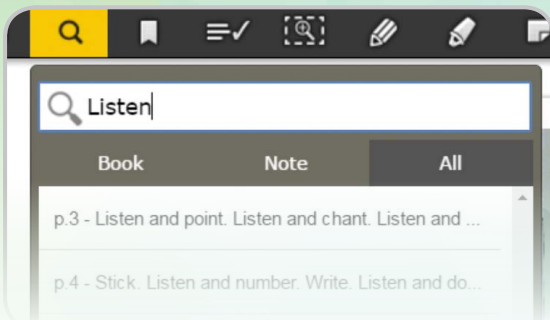 Listen
Book Note All
p.3 - Listen and point. Listen and chant. Listen and ...
p.4 - Stick. Listen and number. Write. Listen and do...